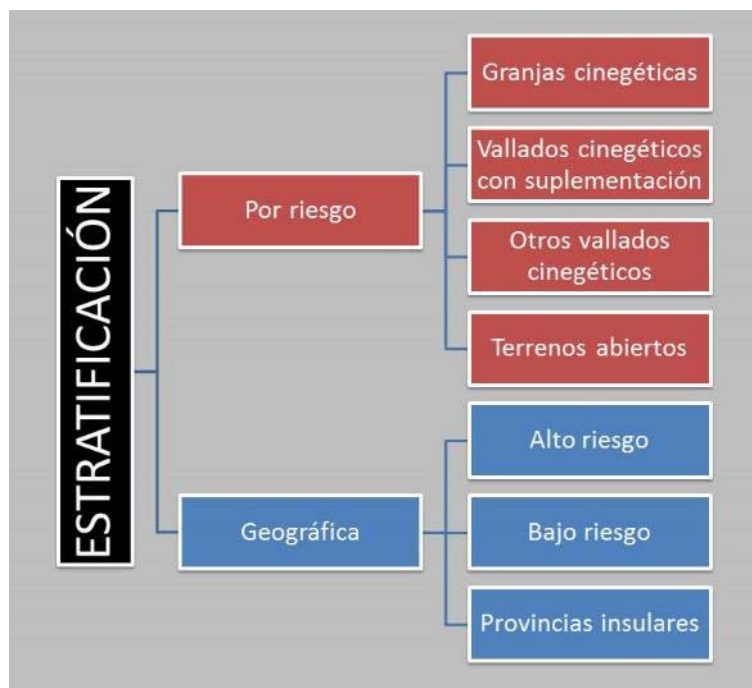 ESTRATIFICACIÓN
Por riesgo
Granjas cinegéticas
Vallados cinegéticos
con suplementación
Otros vallados
cinegéticos
Terrenos abiertos
Geográfica
Alto riesgo
Bajo riesgo
Provincias insulares